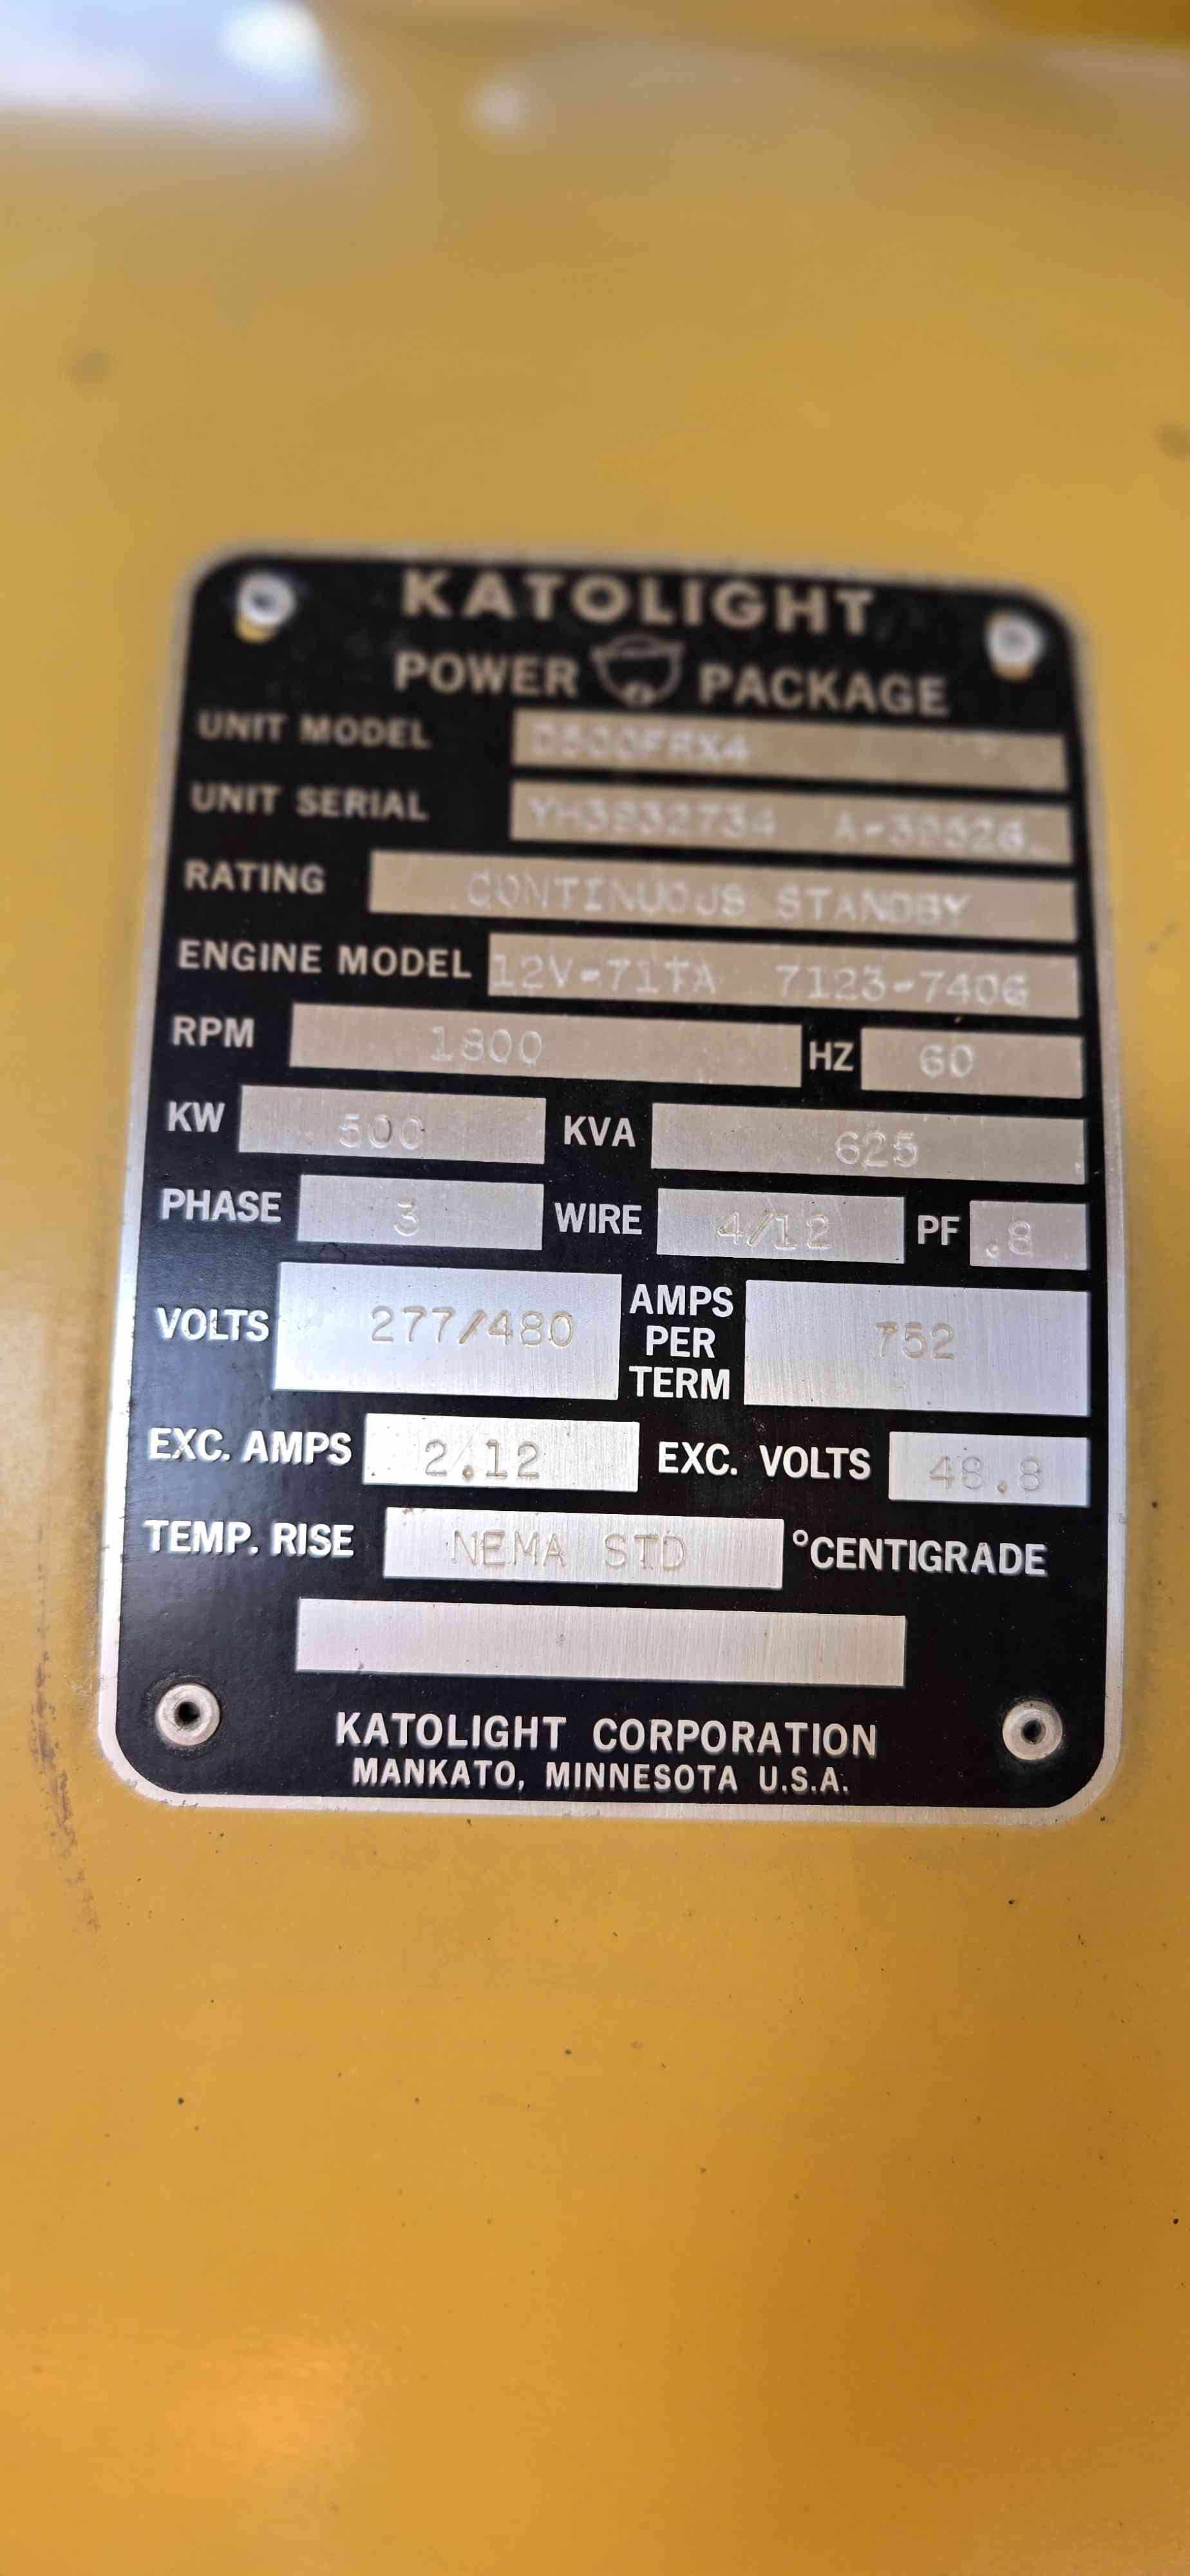 KATOLIGHT
POWER PACKAGE
UNIT MODEL D500FRX4
UNIT SERIAL
RATING CONTINUOUS STANDBY
ENGINE MODEL 12V-71TA 7123-7406
RPM 1800 HZ 60
KW 500 KVA 625
PHASE 3 WIRE 4/12 PF .8
VOLTS 277/480 AMPS PER TERM 752
EXC. AMPS 2.12 EXC. VOLTS 48.8
TEMP. RISE NEMA STD °CENTIGRADE
KATOLIGHT CORPORATION
MANKATO, MINNESOTA U.S.A.